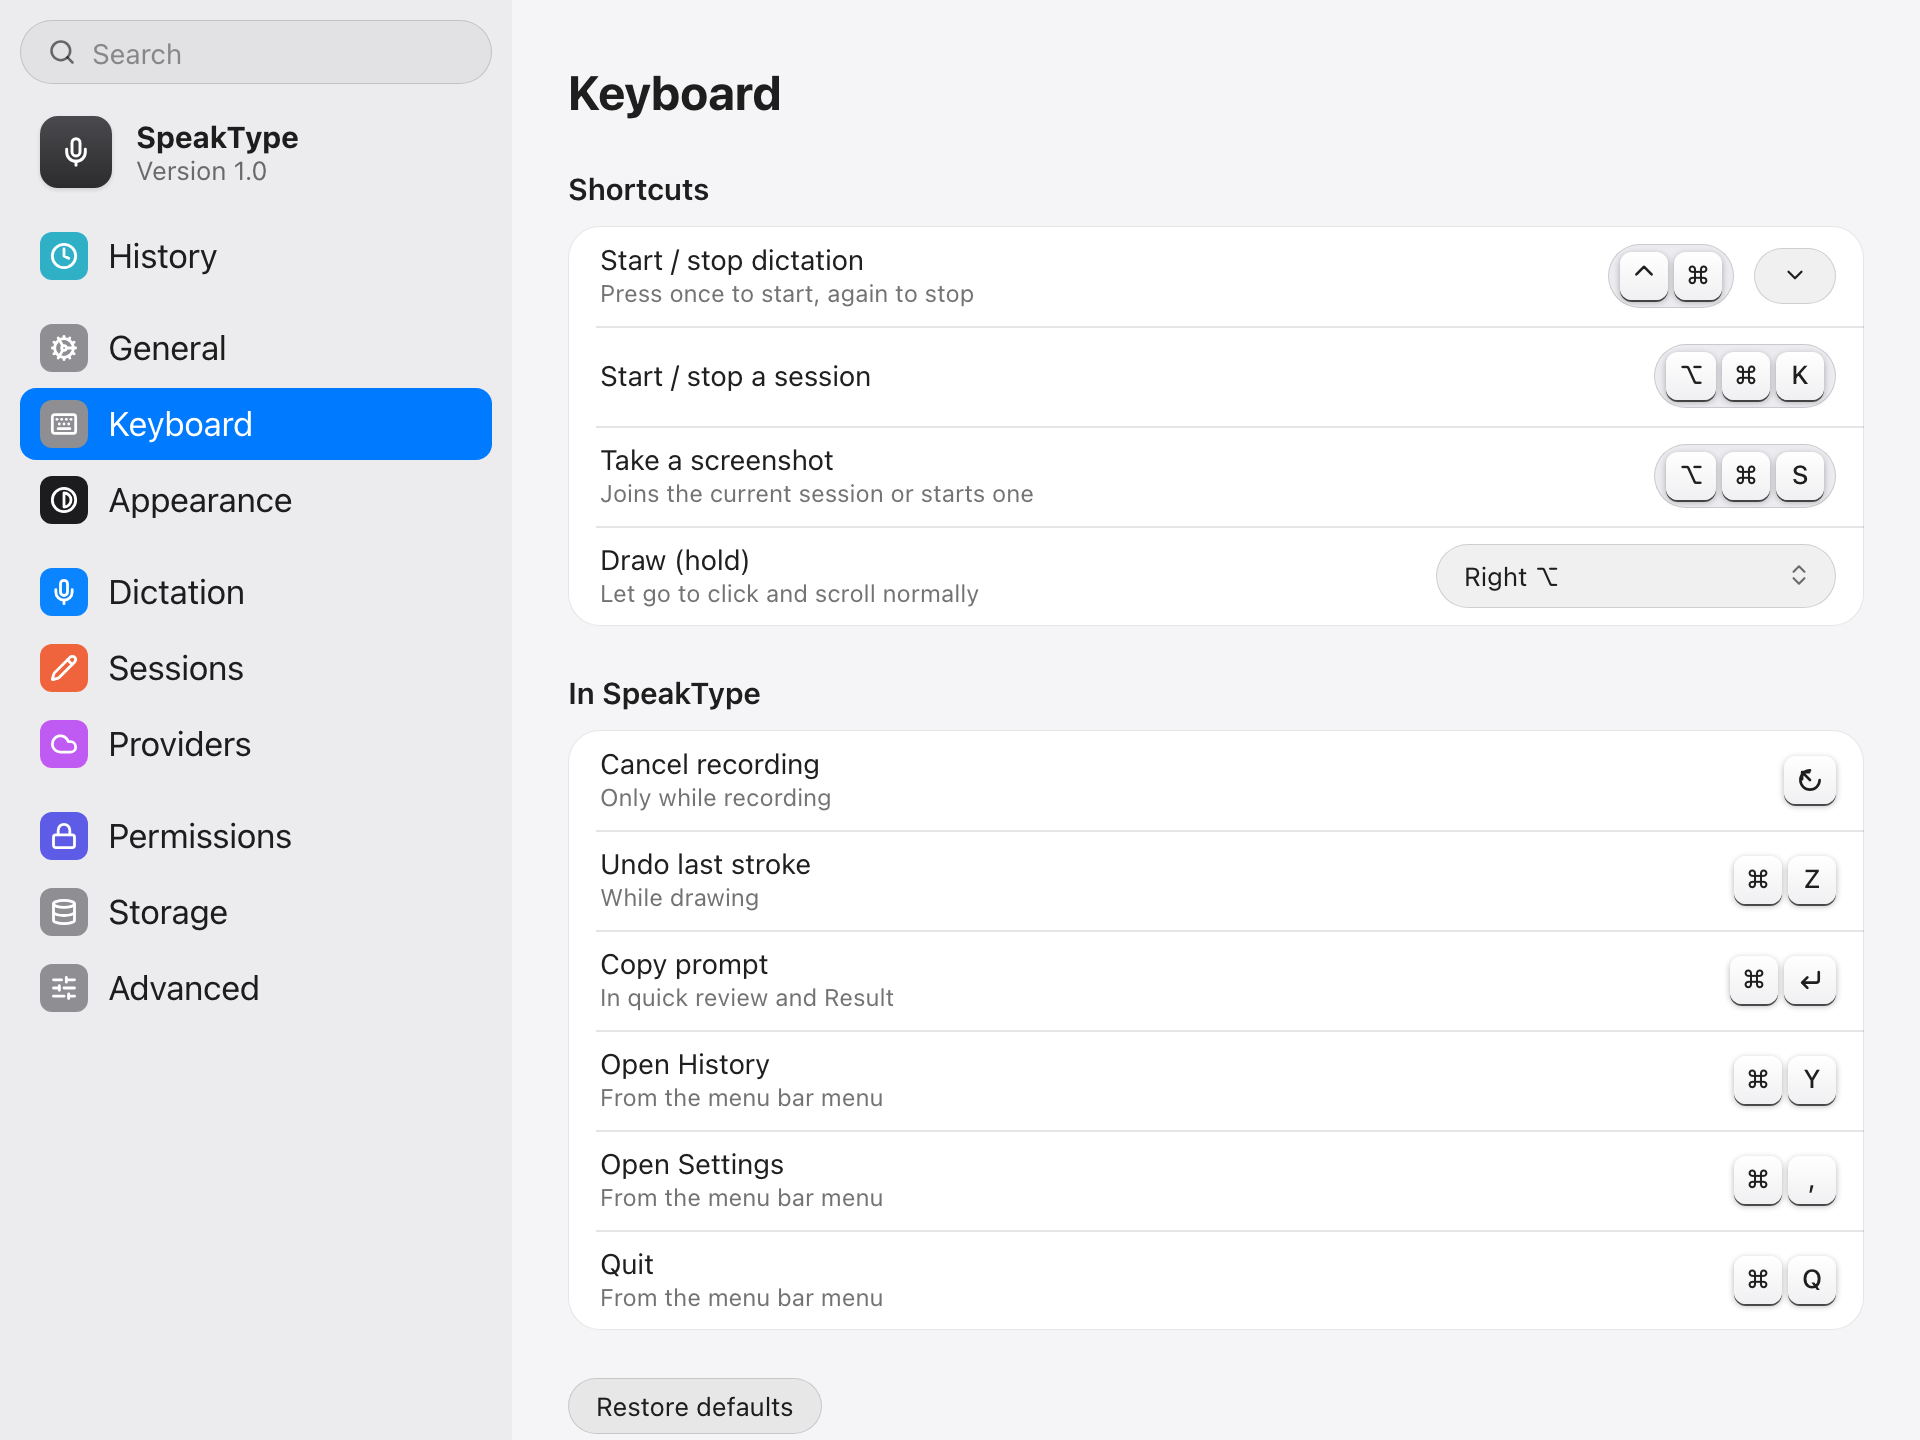 Search
SpeakType
Version 1.0
History
General
Keyboard
Appearance
Dictation
Sessions
Providers
Permissions
Storage
Advanced
Keyboard
Shortcuts
Start / stop dictation
Press once to start, again to stop
⌃ ⌘
Start / stop a session
⌥ ⌘ K
Take a screenshot
Joins the current session or starts one
⌥ ⌘ S
Draw (hold)
Let go to click and scroll normally
Right ⌥
In SpeakType
Cancel recording
Only while recording
⎋
Undo last stroke
While drawing
⌘ Z
Copy prompt
In quick review and Result
⌘ ↵
Open History
From the menu bar menu
⌘ Y
Open Settings
From the menu bar menu
⌘ ,
Quit
From the menu bar menu
⌘ Q
Restore defaults